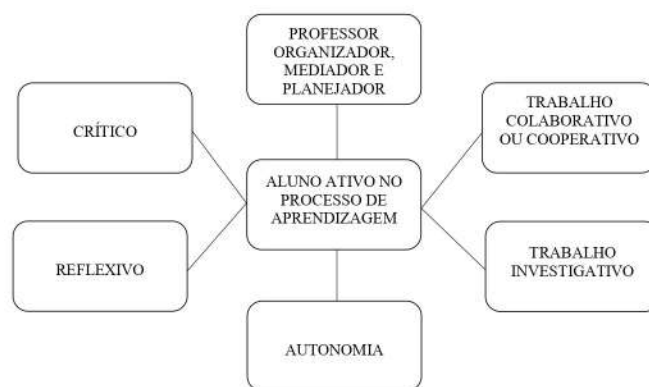 PROFESSOR
ORGANIZADOR,
MEDIADOR E
PLANEJADOR
CRÍTICO
TRABALHO
COLABORATIVO
OU COOPERATIVO
ALUNO ATIVO NO
PROCESSO DE
APRENDIZAGEM
REFLEXIVO
TRABALHO
INVESTIGATIVO
AUTONOMIA